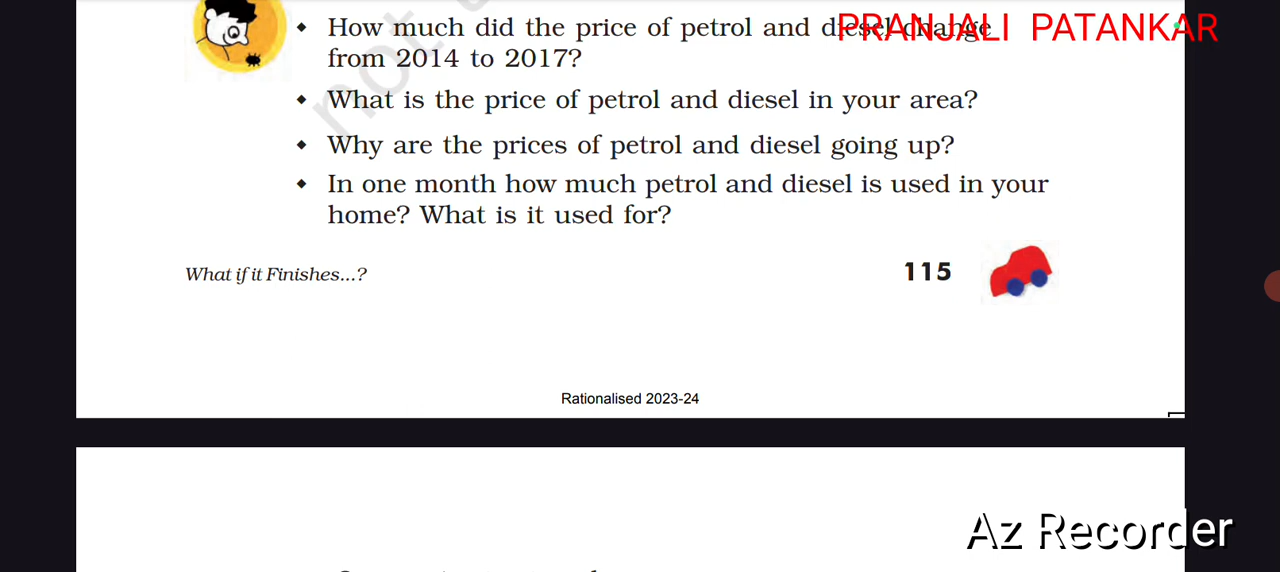 PRANJALI PATANKAR
◆ How much did the price of petrol and diesel change
from 2014 to 2017?
◆ What is the price of petrol and diesel in your area?
◆ Why are the prices of petrol and diesel going up?
◆ In one month how much petrol and diesel is used in your
home? What is it used for?
What if it Finishes...?
115
Rationalised 2023-24
Az Recorder